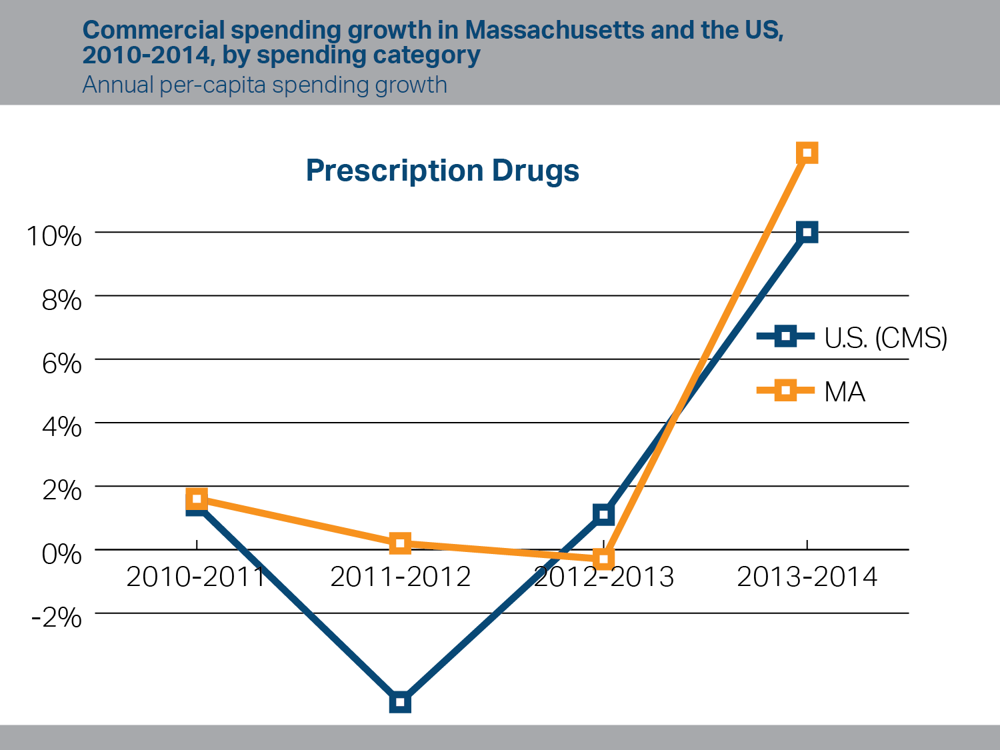 Commercial spending growth in Massachusetts and the US,
2010-2014, by spending category
Annual per-capita spending growth
Prescription Drugs
10%
8%
U.S. (CMS)
6%
MA
4%
2%
0%
2010-2011
2011-2012
2012-2013
2013-2014
-2%